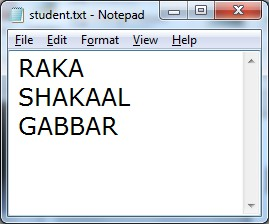 student.txt - Notepad
File Edit Format View Help
RAKA
SHAKAAL
GABBAR